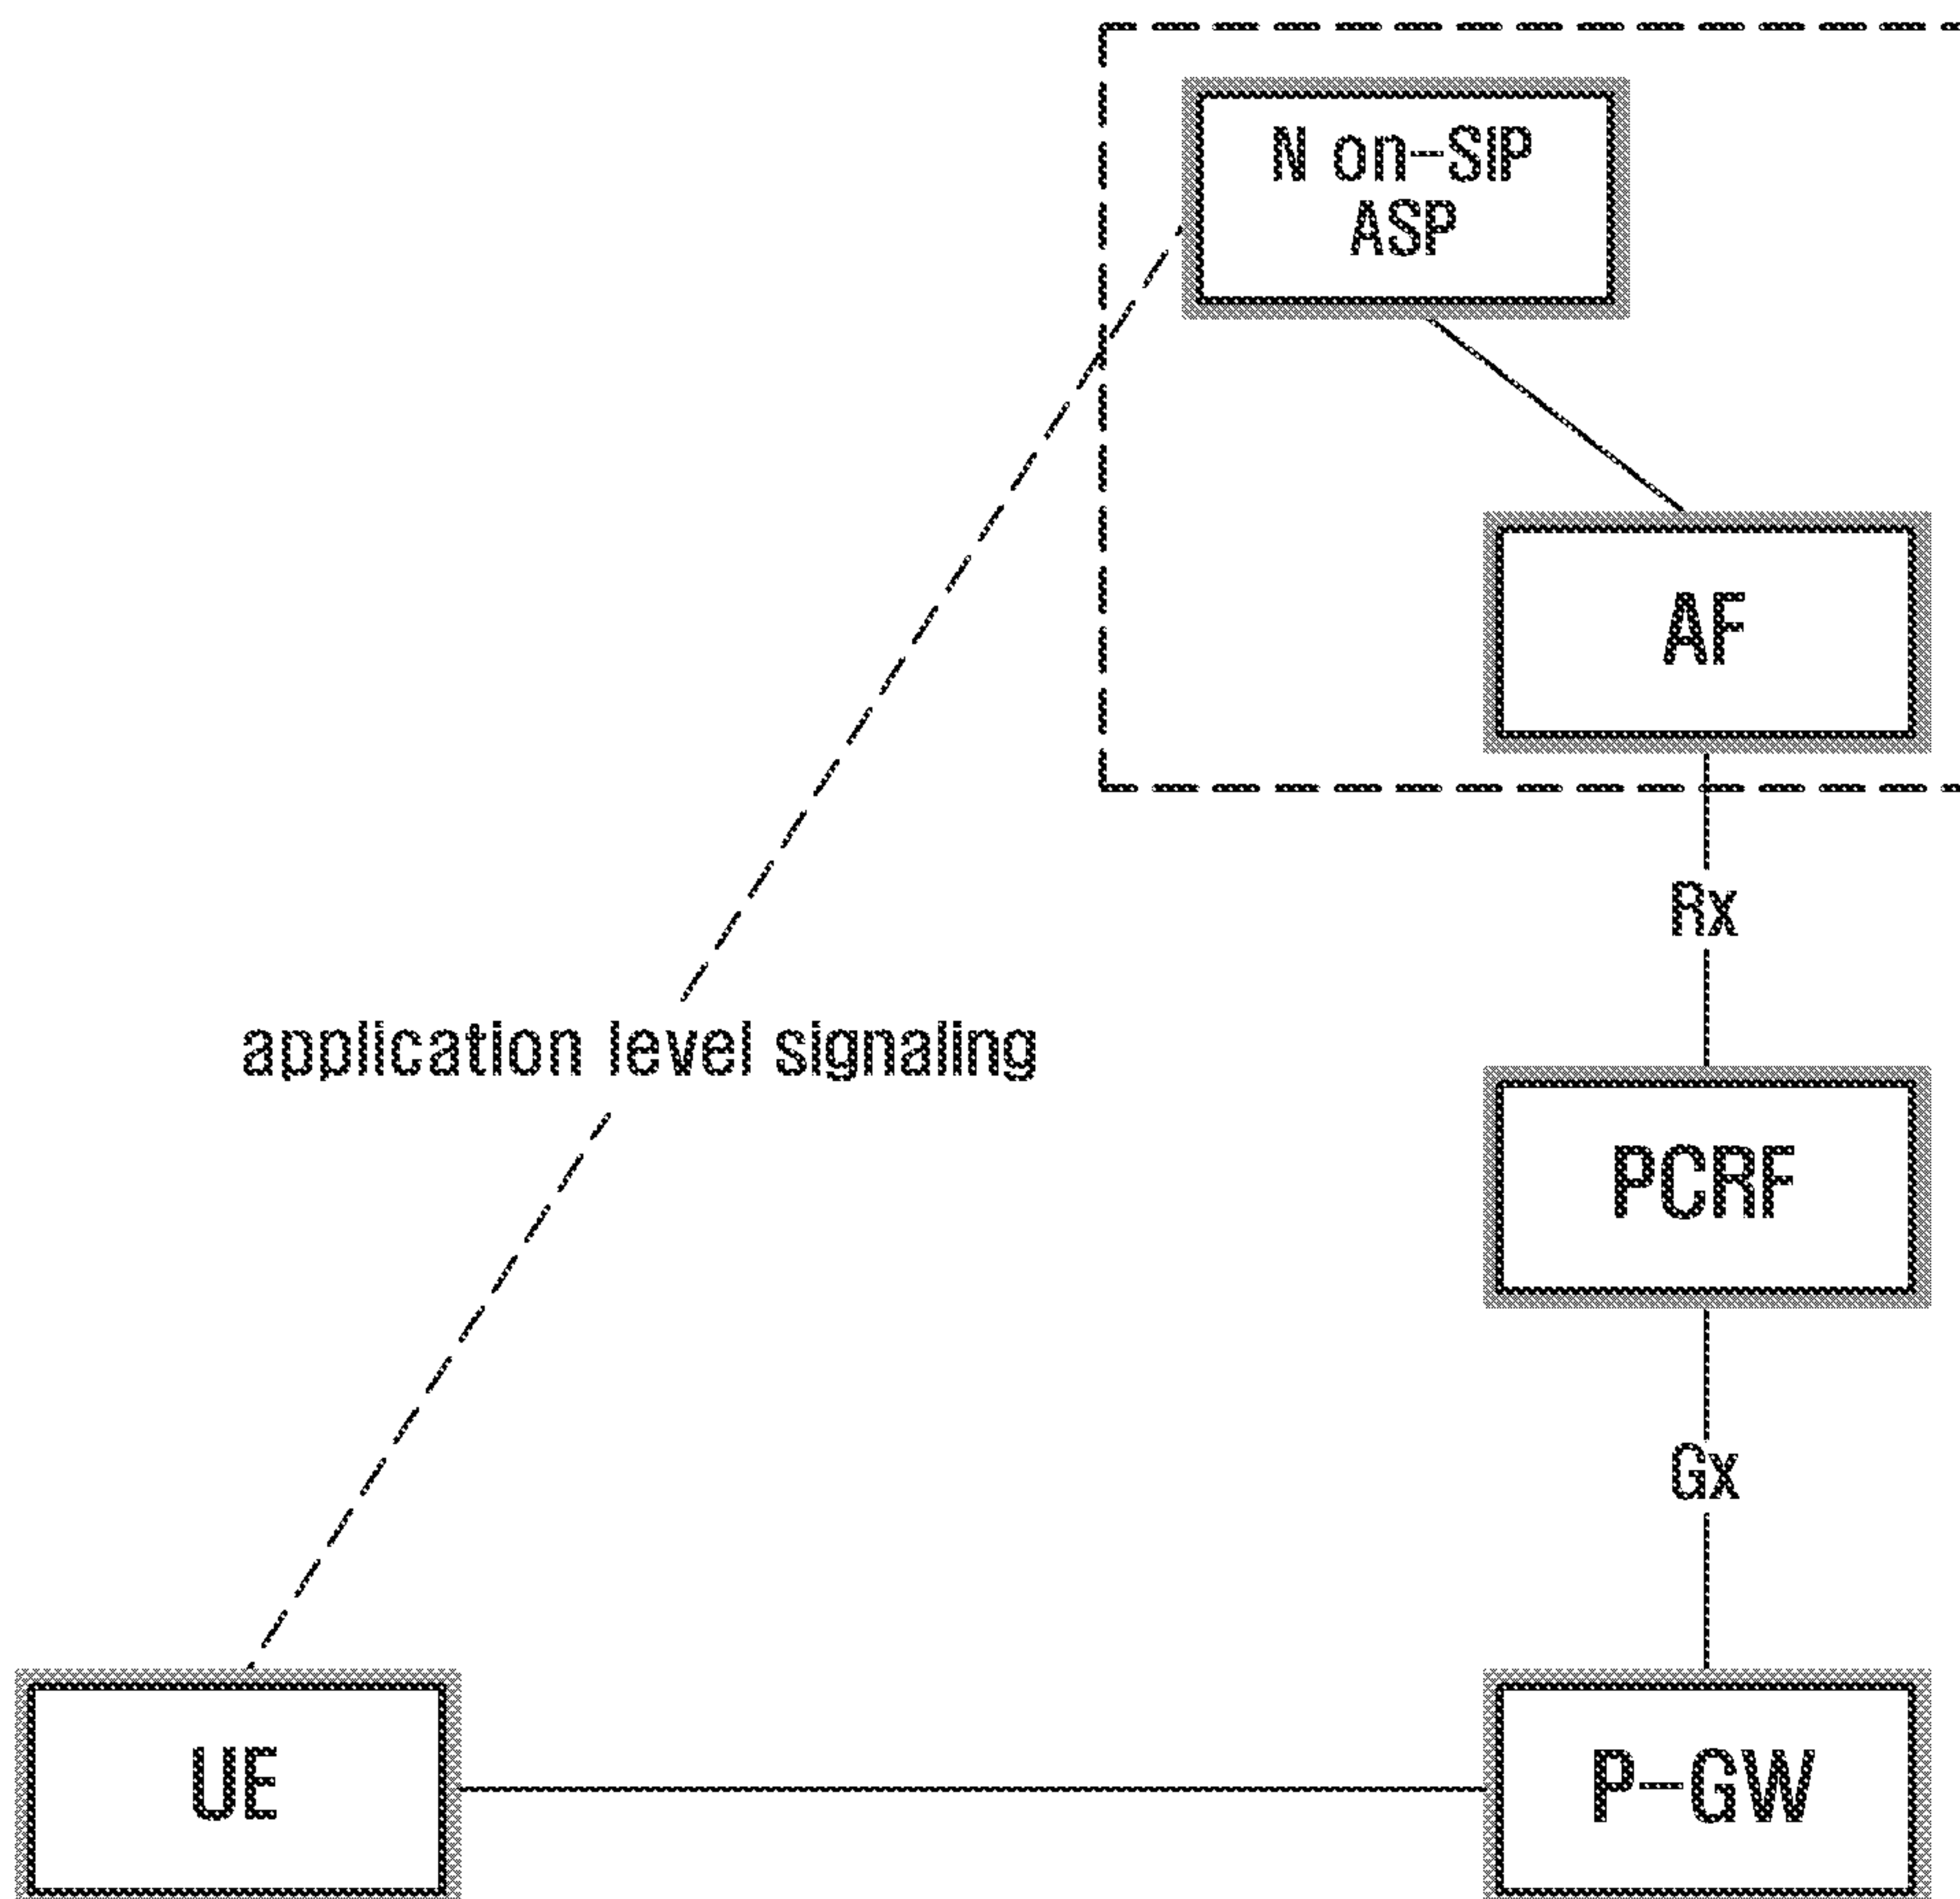 N on-SIP
ASP
AF
Rx
application level signaling
PCRF
Gx
UE
P-GW